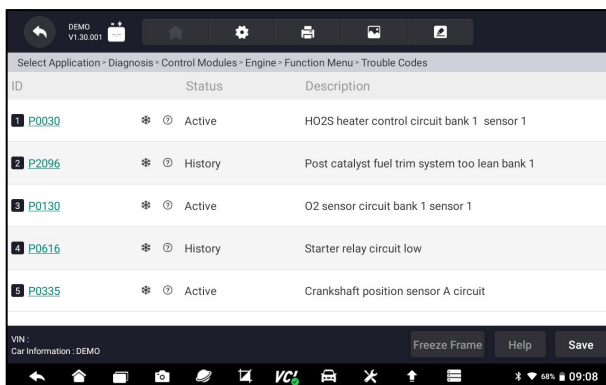 DEMO
V1.30.001
Select Application > Diagnosis > Control Modules > Engine > Function Menu > Trouble Codes
ID Status Description
1 P0030 Active HO2S heater control circuit bank 1 sensor 1
2 P2096 History Post catalyst fuel trim system too lean bank 1
3 P0130 Active O2 sensor circuit bank 1 sensor 1
4 P0616 History Starter relay circuit low
5 P0335 Active Crankshaft position sensor A circuit
VIN :
Car Information : DEMO
Freeze Frame Help Save
VCI 68% 09:08